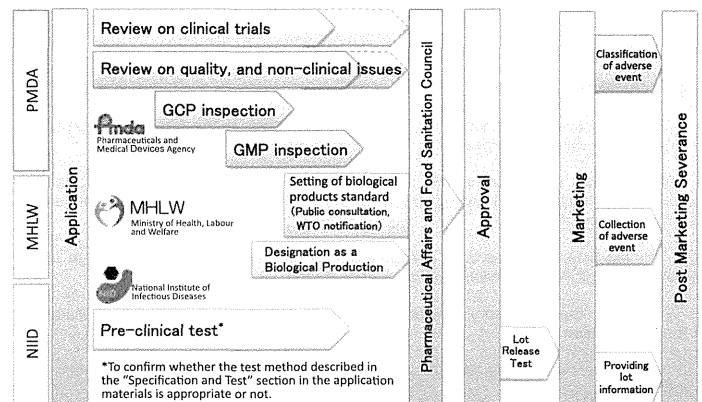 PMDA
MHLW
NIID
Application
Review on clinical trials
Review on quality, and non-clinical issues
GCP inspection
Pmda
Pharmaceuticals and
Medical Devices Agency
GMP inspection
MHLW
Ministry of Health, Labour
and Welfare
Setting of biological
products standard
(Public consultation,
WTO notification)
Designation as a
Biological Production
National Institute of
Infectious Diseases
Pre-clinical test*
*To confirm whether the test method described in
the "Specification and Test" section in the application
materials is appropriate or not.
Pharmaceutical Affairs and Food Sanitation Council
Approval
Lot
Release
Test
Marketing
Classification
of adverse
event
Collection
of adverse
event
Providing
lot
information
Post Marketing Severance